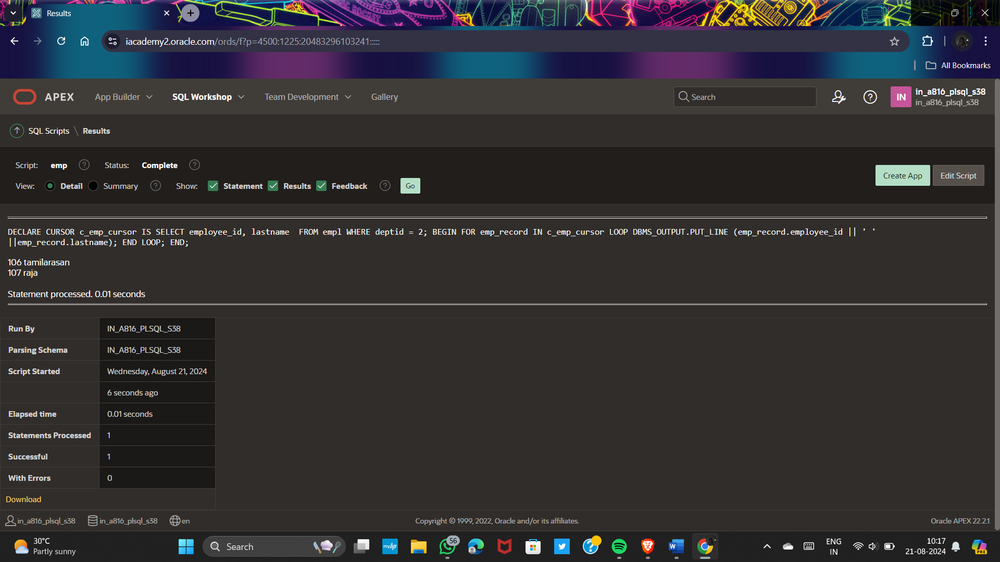 Results
iacademy2.oracle.com/ords/f?p=4500:1225:20483296103241:::::
All Bookmarks
APEX App Builder SQL Workshop Team Development Gallery Search IN in_a816_plsql_s38
in_a816_plsql_s38
SQL Scripts \ Results
Script: emp Status: Complete
View: Detail Summary Show: Statement Results Feedback Go Create App Edit Script
DECLARE CURSOR c_emp_cursor IS SELECT employee_id, lastname  FROM empl WHERE deptid = 2; BEGIN FOR emp_record IN c_emp_cursor LOOP DBMS_OUTPUT.PUT_LINE (emp_record.employee_id || ' '
||emp_record.lastname); END LOOP; END;
106 tamilarasan
107 raja
Statement processed. 0.01 seconds
Run By IN_A816_PLSQL_S38
Parsing Schema IN_A816_PLSQL_S38
Script Started Wednesday, August 21, 2024
6 seconds ago
Elapsed time 0.01 seconds
Statements Processed 1
Successful 1
With Errors 0
Download
in_a816_plsql_s38 in_a816_plsql_s38 en Copyright © 1999, 2022, Oracle and/or its affiliates. Oracle APEX 22.2.1
30°C
Partly sunny
Search
myhp
56
W
ENG
IN
10:17
21-08-2024
PRE